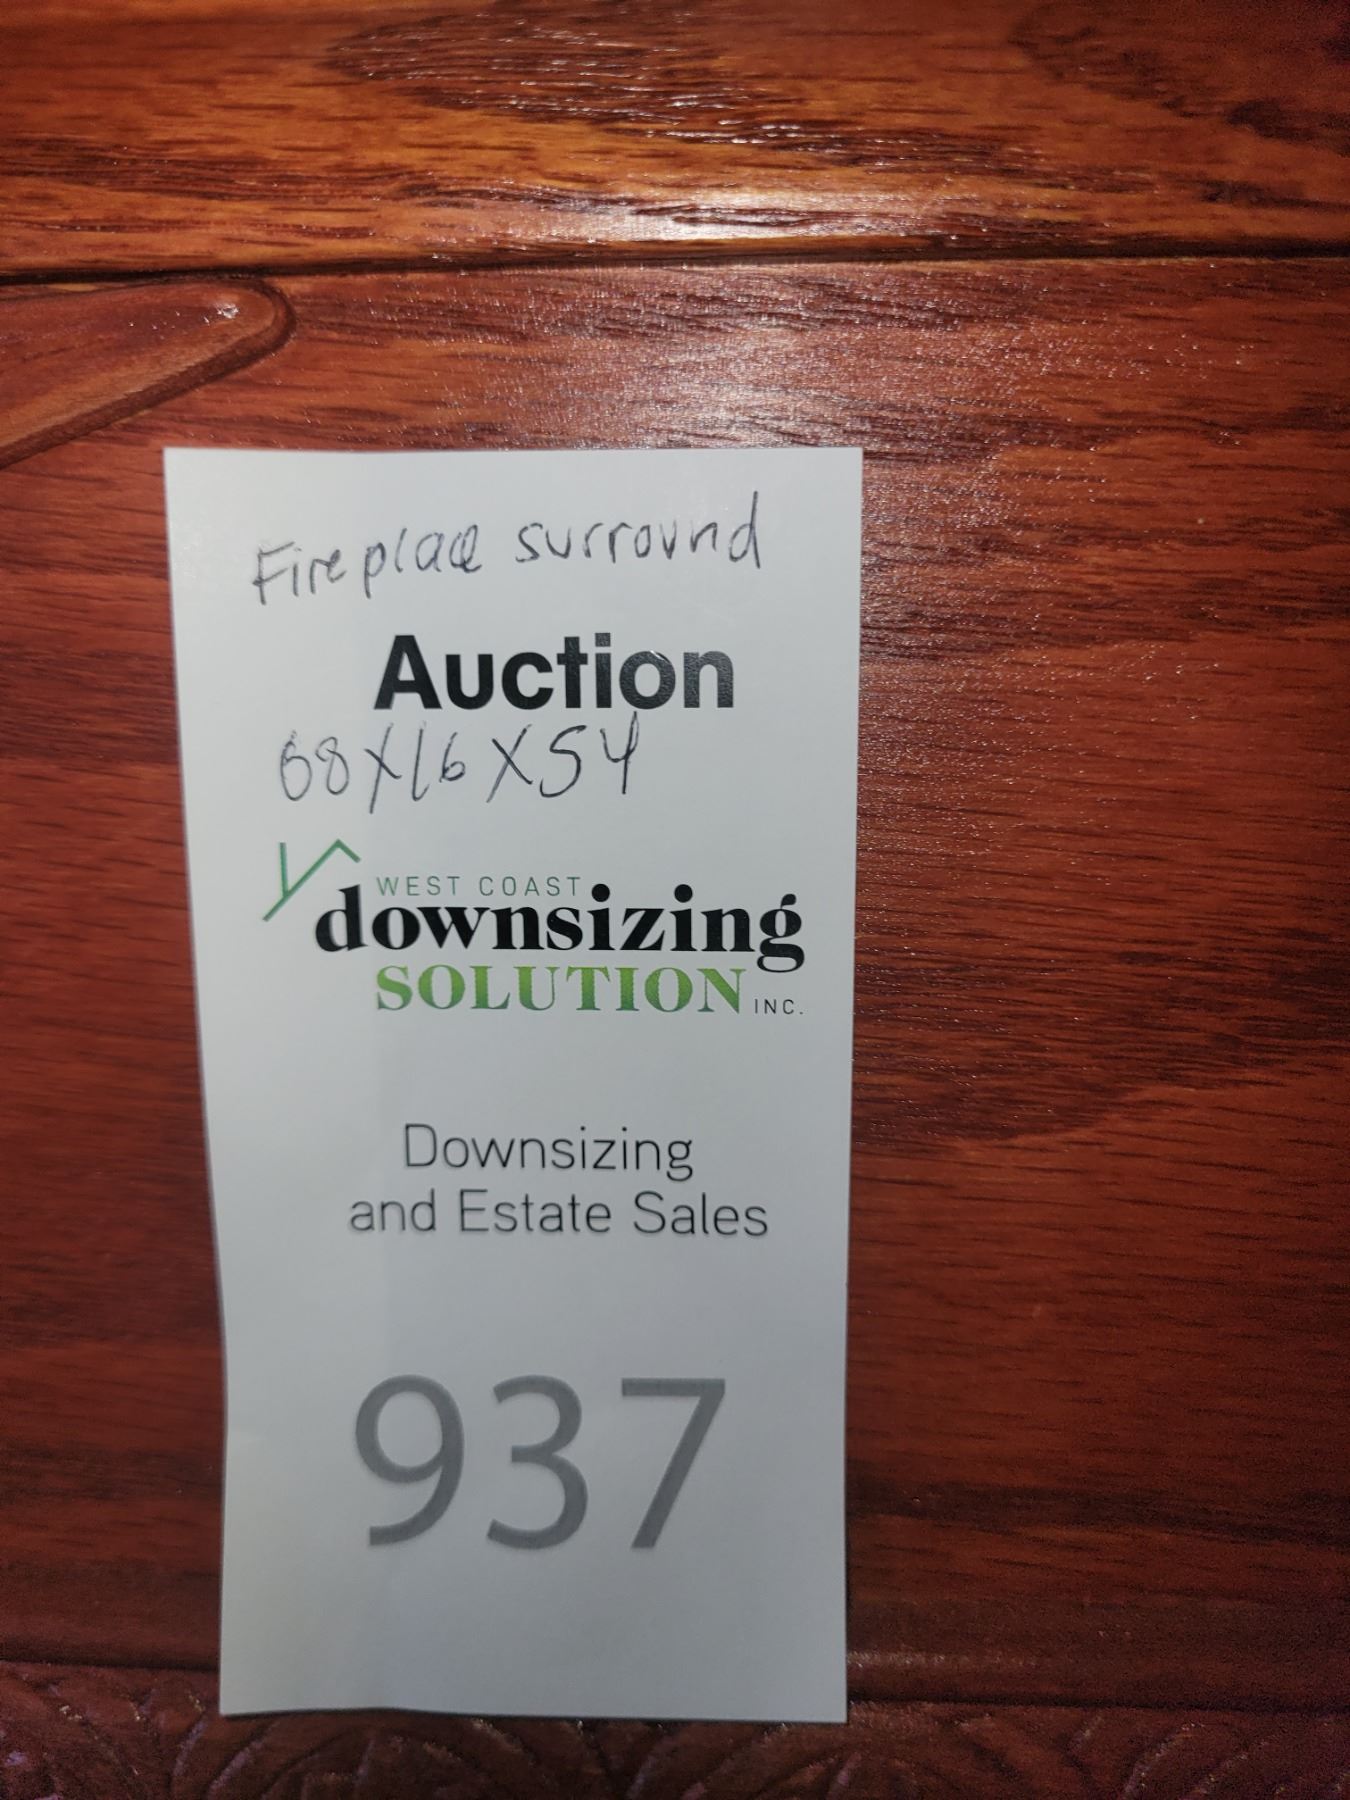 Fireplace surround
Auction
68X16X54
WEST COAST
downsizing
SOLUTION INC.
Downsizing
and Estate Sales
937